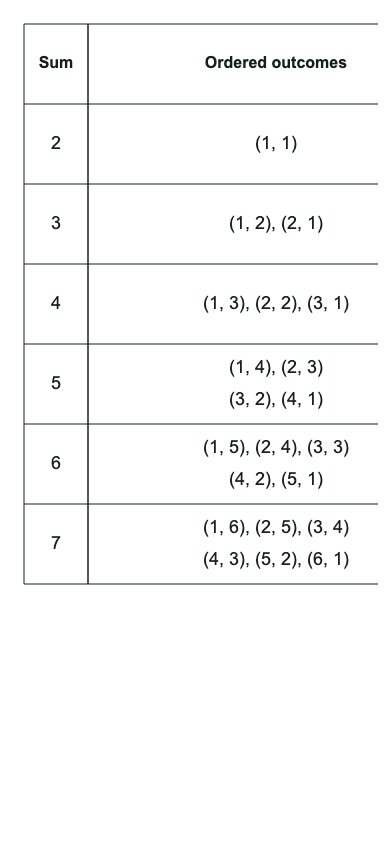 Sum Ordered outcomes
2 (1, 1)
3 (1, 2), (2, 1)
4 (1, 3), (2, 2), (3, 1)
5 (1, 4), (2, 3)
(3, 2), (4, 1)
6 (1, 5), (2, 4), (3, 3)
(4, 2), (5, 1)
7 (1, 6), (2, 5), (3, 4)
(4, 3), (5, 2), (6, 1)